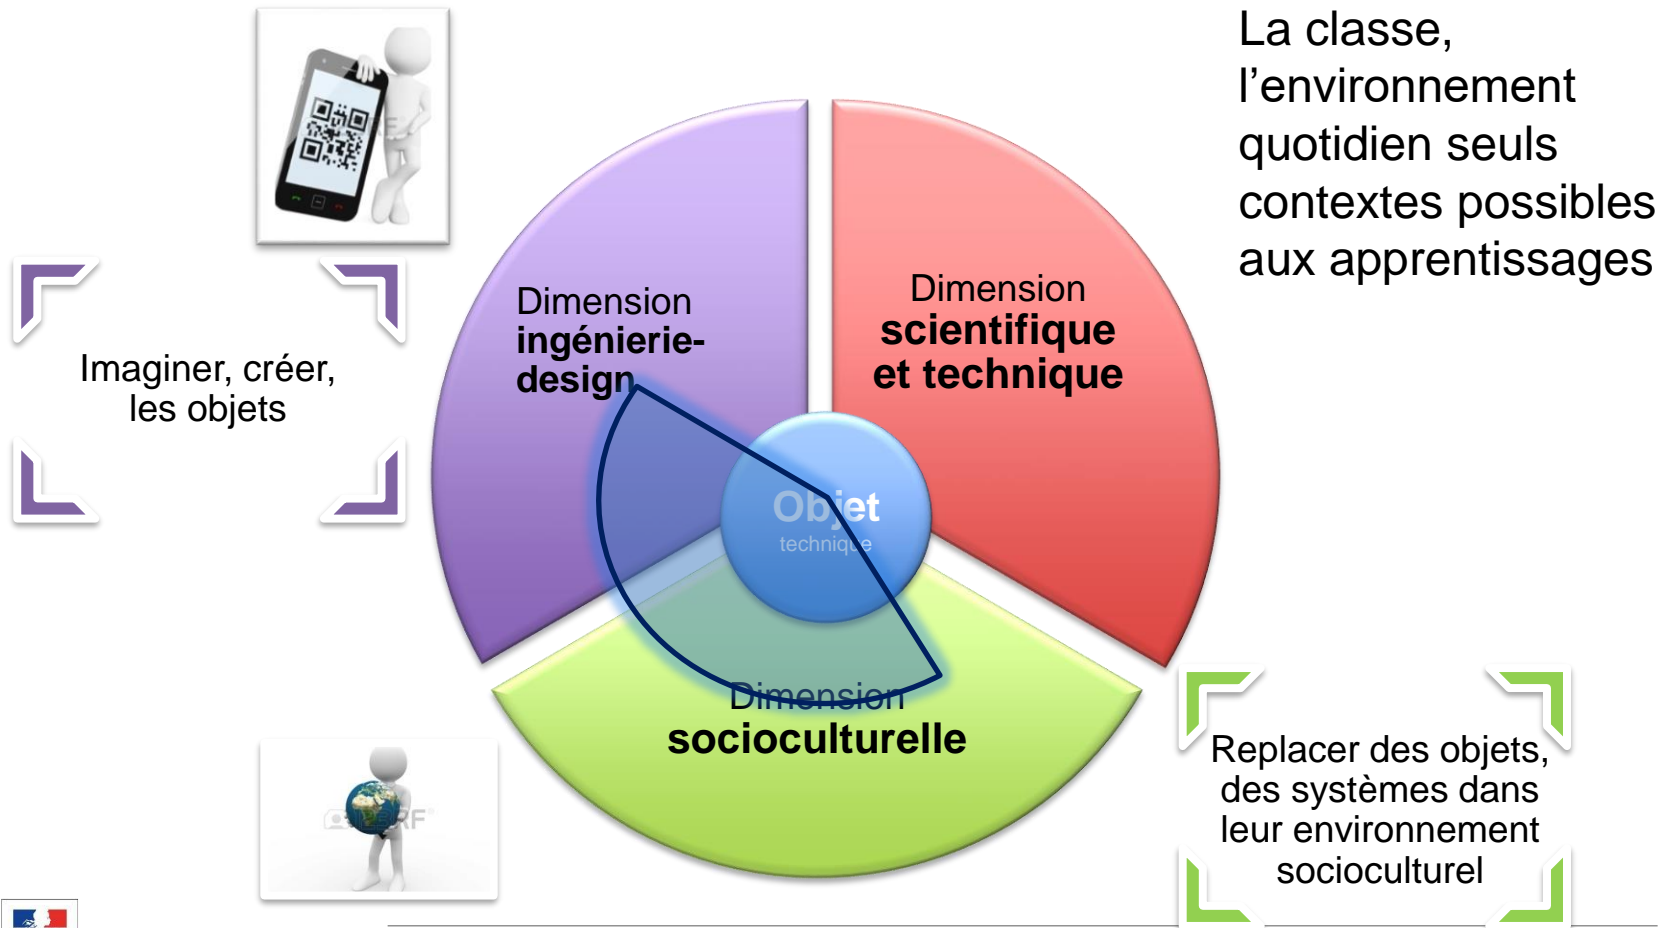 La classe,
l’environnement
quotidien seuls
contextes possibles
aux apprentissages
Dimension
ingénierie-
design
Dimension
scientifique
et technique
Imaginer, créer,
les objets
Objet
technique
Dimension
socioculturelle
Replacer des objets,
des systèmes dans
leur environnement
socioculturel